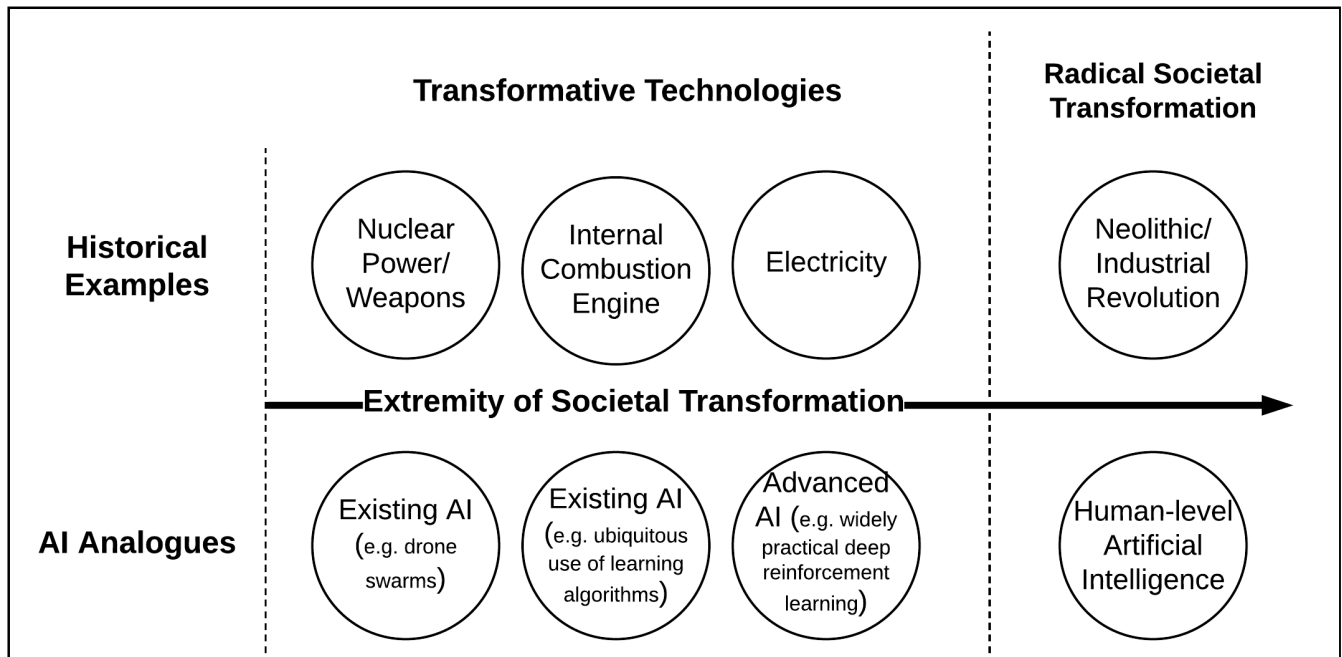 Transformative Technologies
Radical Societal
Transformation
Historical
Examples
Nuclear
Power/
Weapons
Internal
Combustion
Engine
Electricity
Neolithic/
Industrial
Revolution
Extremity of Societal Transformation
AI Analogues
Existing AI
(e.g. drone
swarms)
Existing AI
(e.g. ubiquitous
use of learning
algorithms)
Advanced
AI (e.g. widely
practical deep
reinforcement
learning)
Human-level
Artificial
Intelligence